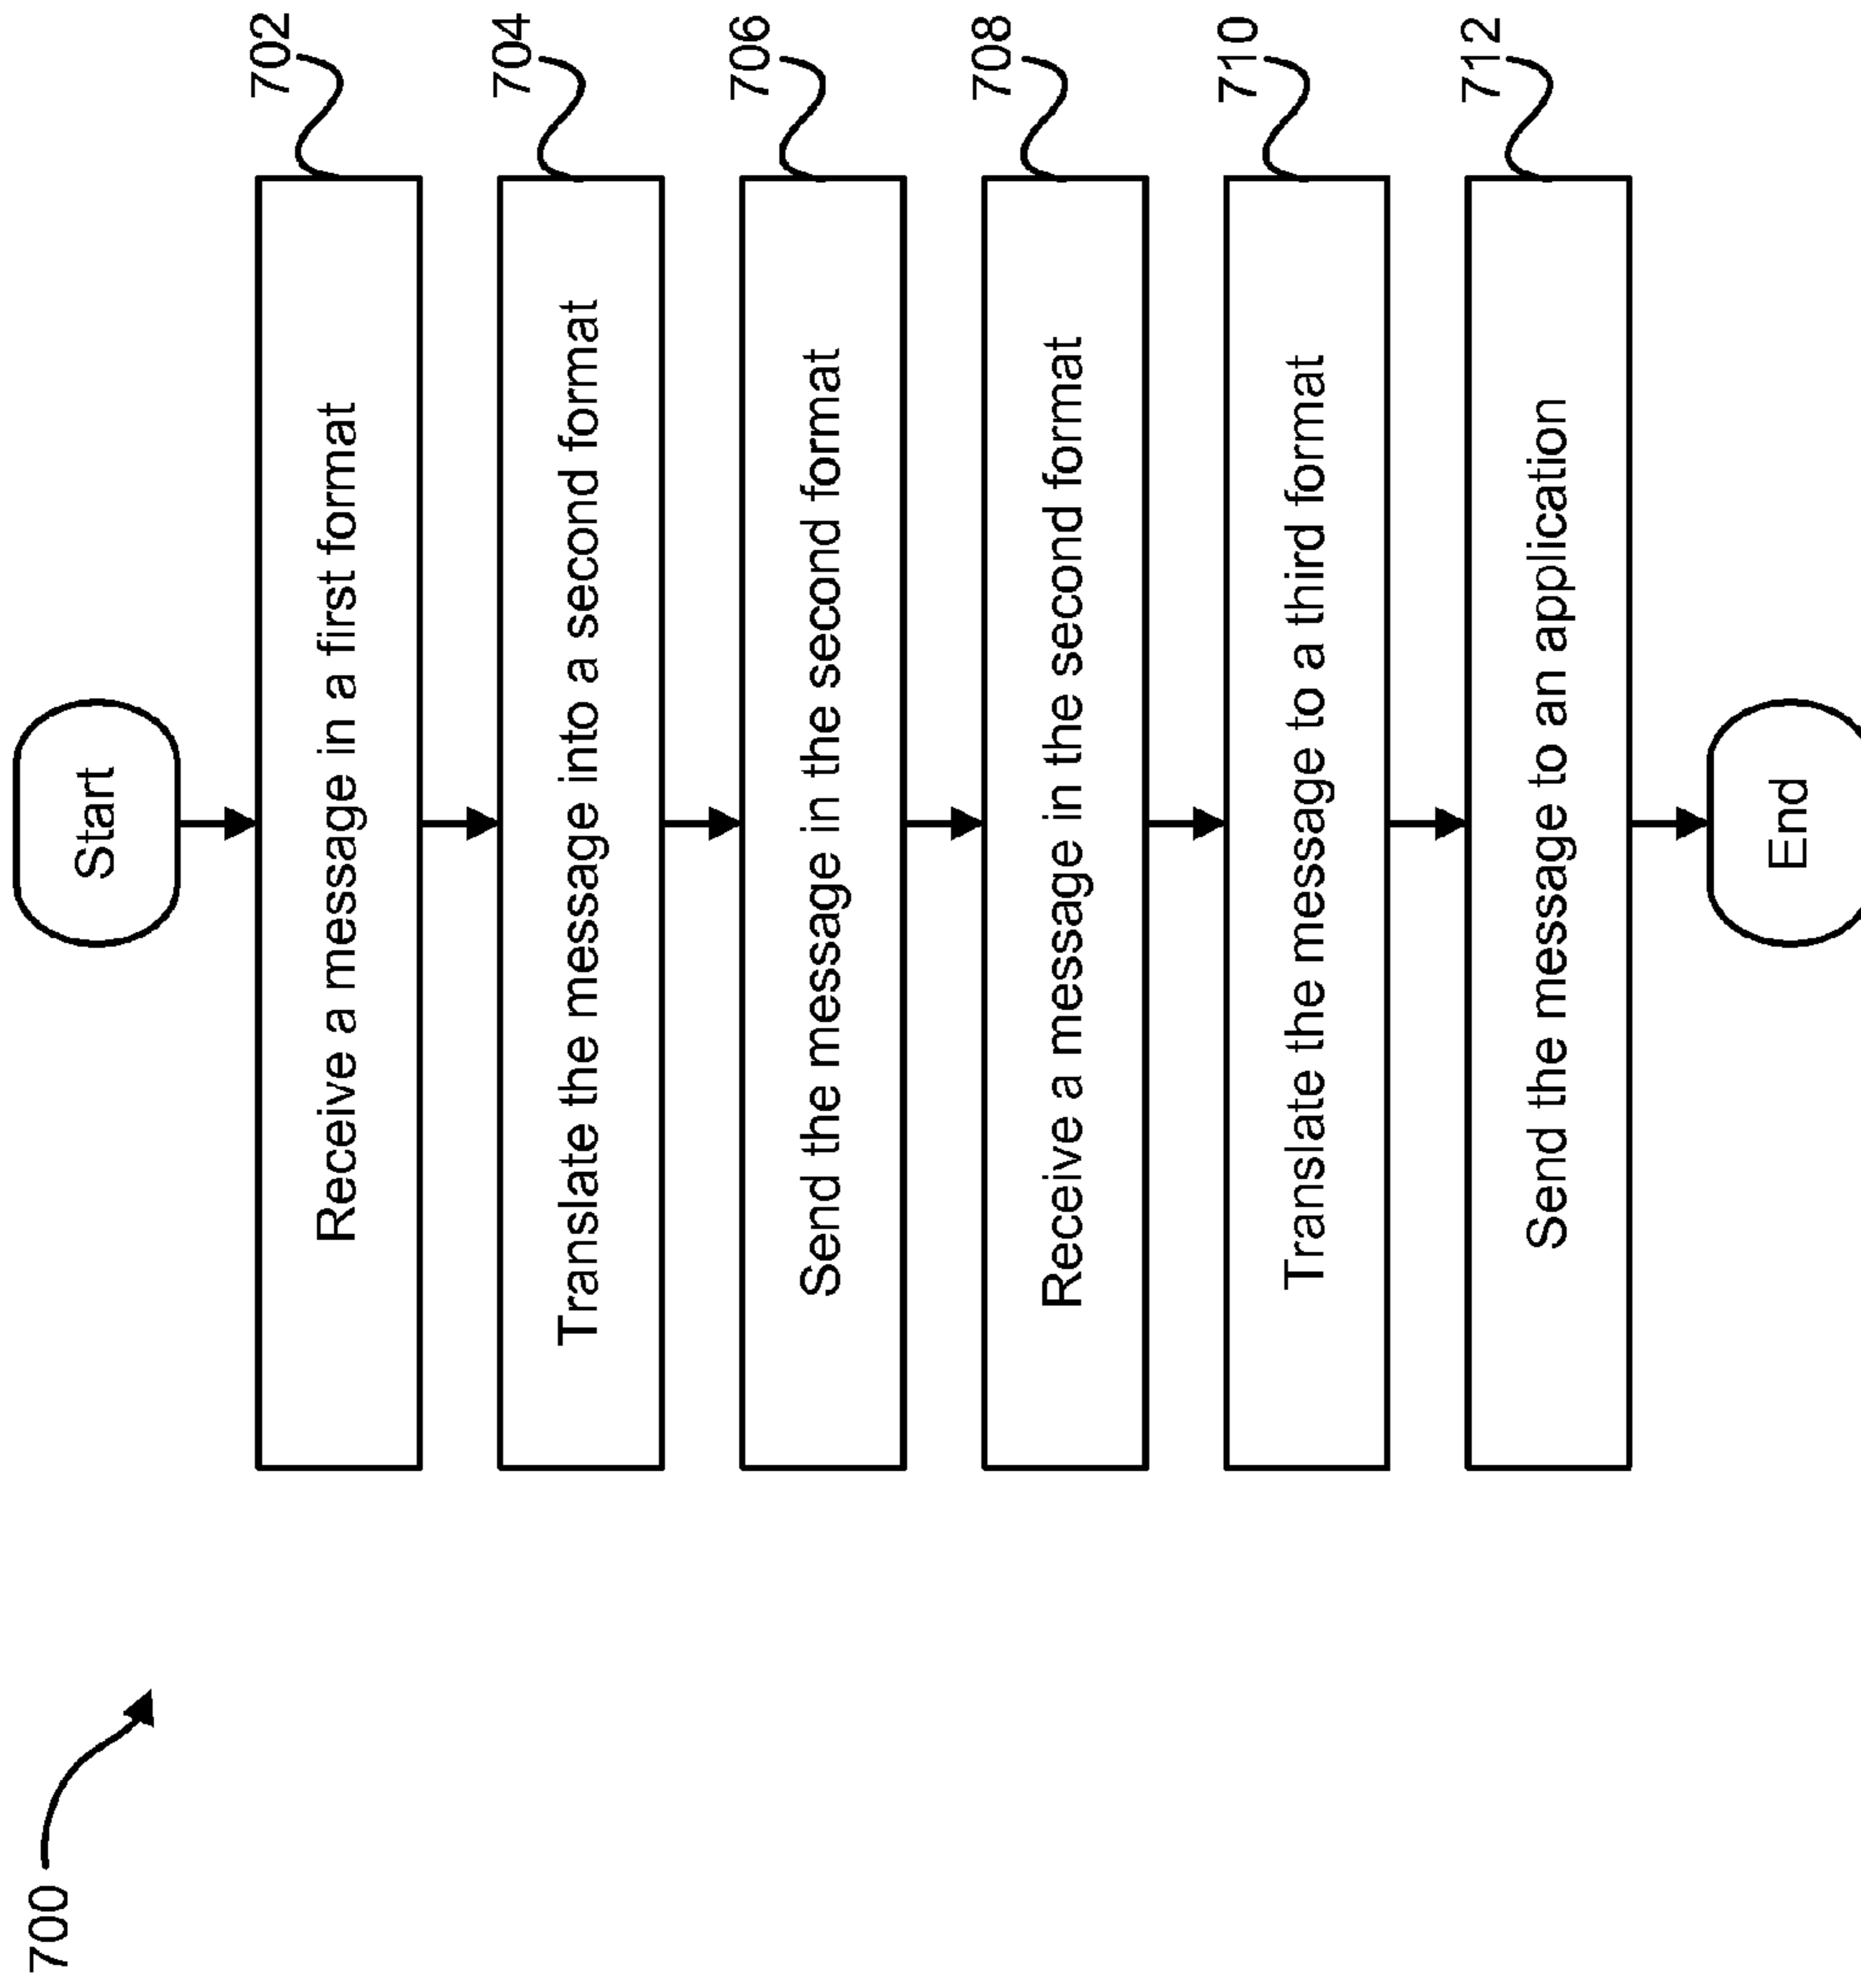 700
Start
Receive a message in a first format
702
Translate the message into a second format
704
Send the message in the second format
706
Receive a message in the second format
708
Translate the message to a third format
710
Send the message to an application
712
End